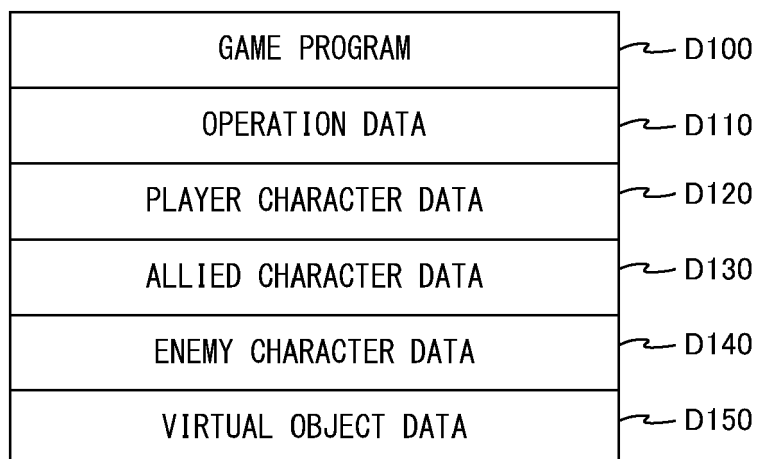 GAME PROGRAM D100
OPERATION DATA D110
PLAYER CHARACTER DATA D120
ALLIED CHARACTER DATA D130
ENEMY CHARACTER DATA D140
VIRTUAL OBJECT DATA D150